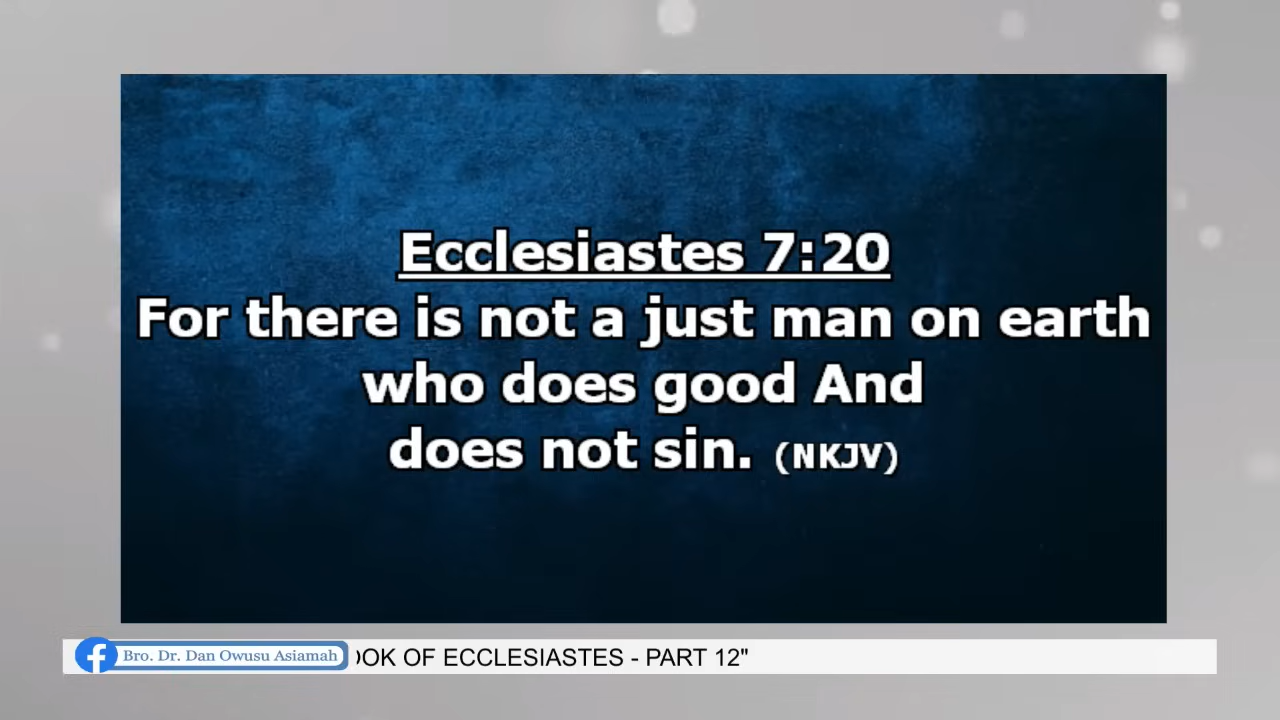 Ecclesiastes 7:20
For there is not a just man on earth
who does good And
does not sin. (NKJV)
Bro. Dr. Dan Owusu Asiamah
OOK OF ECCLESIASTES - PART 12"